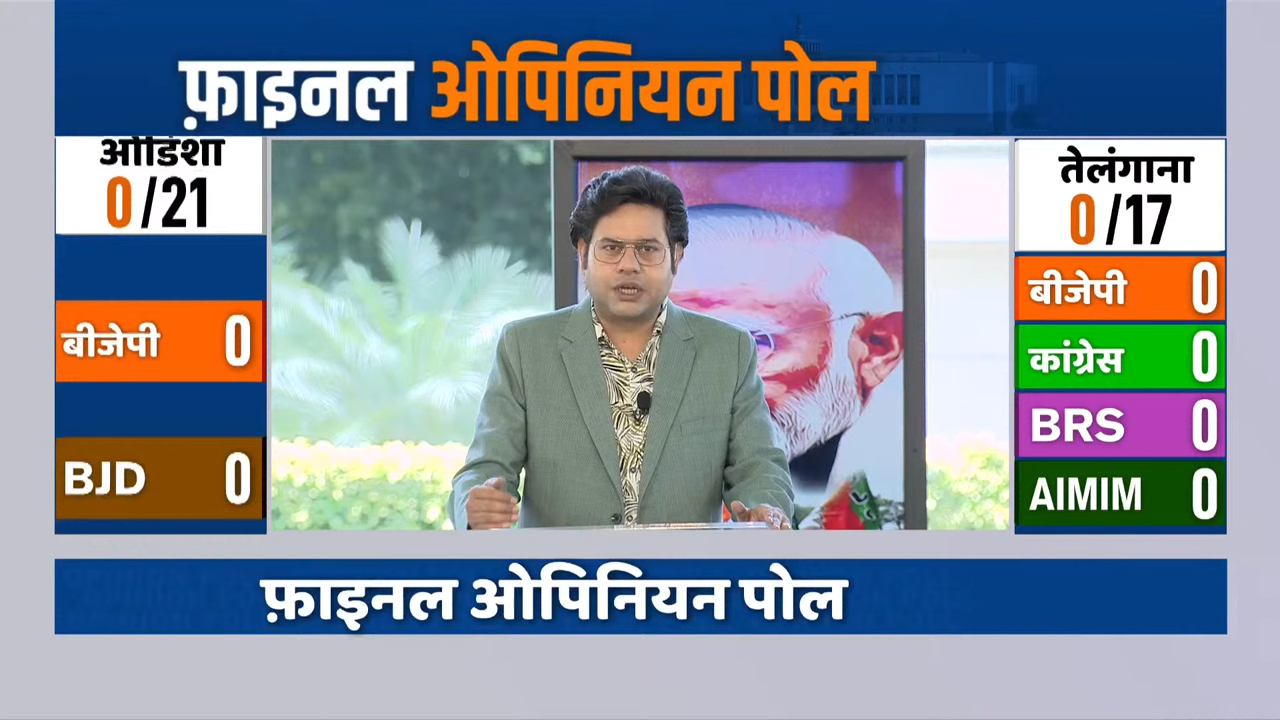 फ़ाइनल ओपिनियन पोल
ओडिशा
0/21
बीजेपी 0
BJD 0
तेलंगाना
0/17
बीजेपी 0
कांग्रेस 0
BRS 0
AIMIM 0
फ़ाइनल ओपिनियन पोल